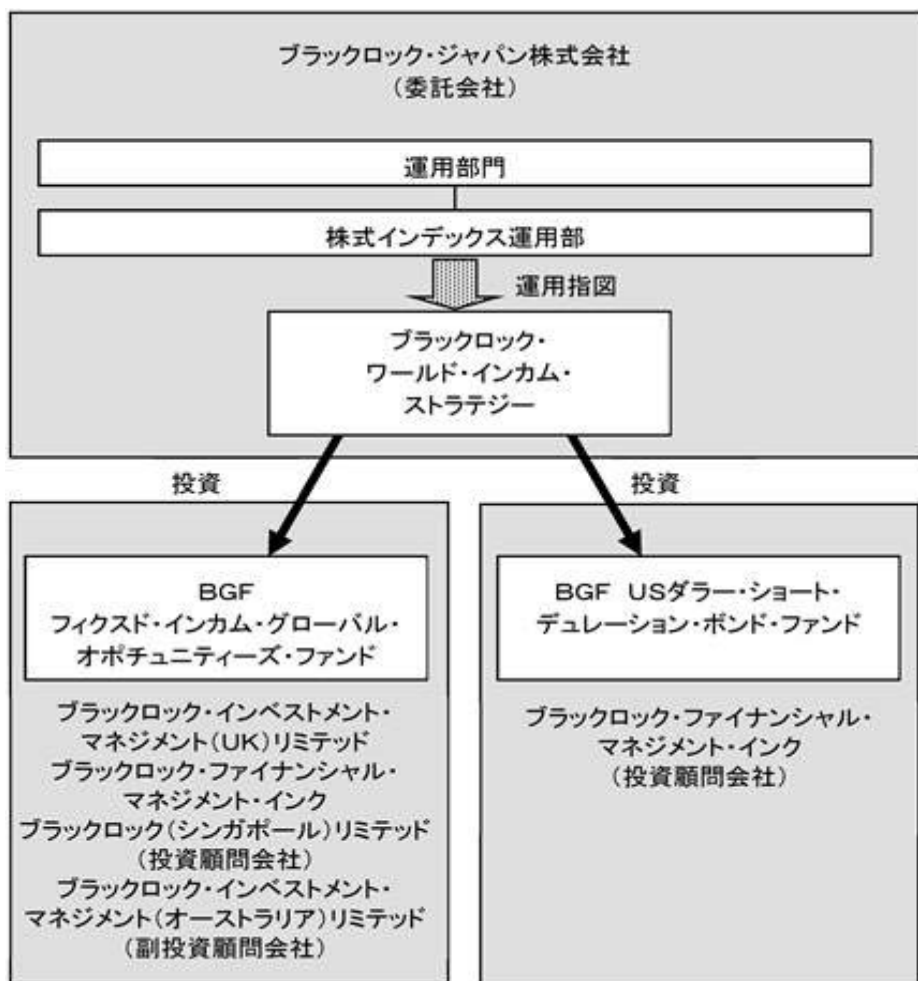 ブラックロック・ジャパン株式会社
（委託会社）
運用部門
株式インデックス運用部
運用指図
ブラックロック・
ワールド・インカム・
ストラテジー
投資
投資
BGF
フィクスド・インカム・グローバル・
オポチュニティーズ・ファンド
ブラックロック・インベストメント・
マネジメント（UK）リミテッド
ブラックロック・ファイナンシャル・
マネジメント・インク
ブラックロック（シンガポール）リミテッド
（投資顧問会社）
ブラックロック・インベストメント・
マネジメント（オーストラリア）リミテッド
（副投資顧問会社）
BGF USダラー・ショート・
デュレーション・ボンド・ファンド
ブラックロック・ファイナンシャル・
マネジメント・インク
（投資顧問会社）